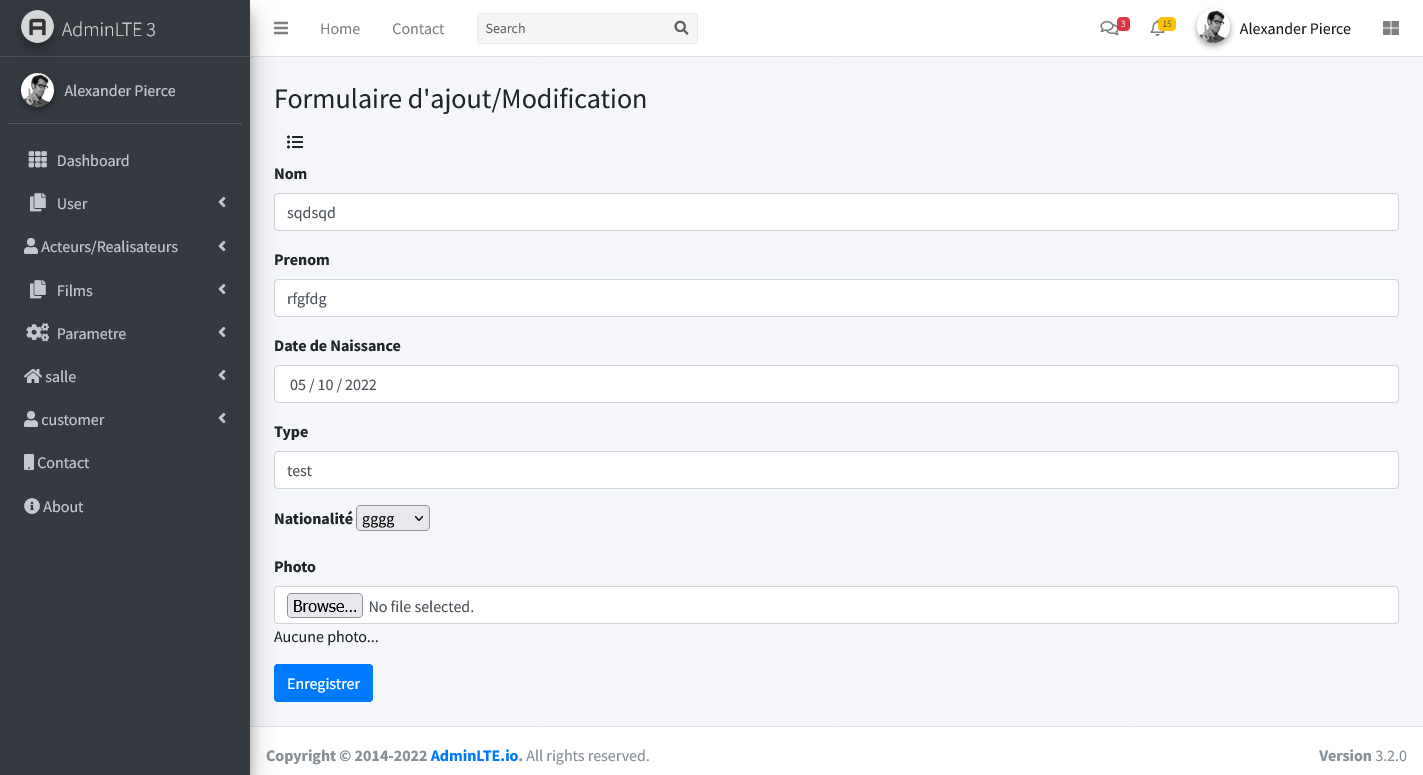 AdminLTE 3
Home Contact Search 3 15 Alexander Pierce
Alexander Pierce
Dashboard
User
Acteurs/Realisateurs
Films
Parametre
salle
customer
Contact
About
Formulaire d'ajout/Modification
Nom
sqdsqd
Prenom
rfgfdg
Date de Naissance
05 / 10 / 2022
Type
test
Nationalité gggg
Photo
Browse... No file selected.
Aucune photo...
Enregistrer
Copyright © 2014-2022 AdminLTE.io. All rights reserved. Version 3.2.0